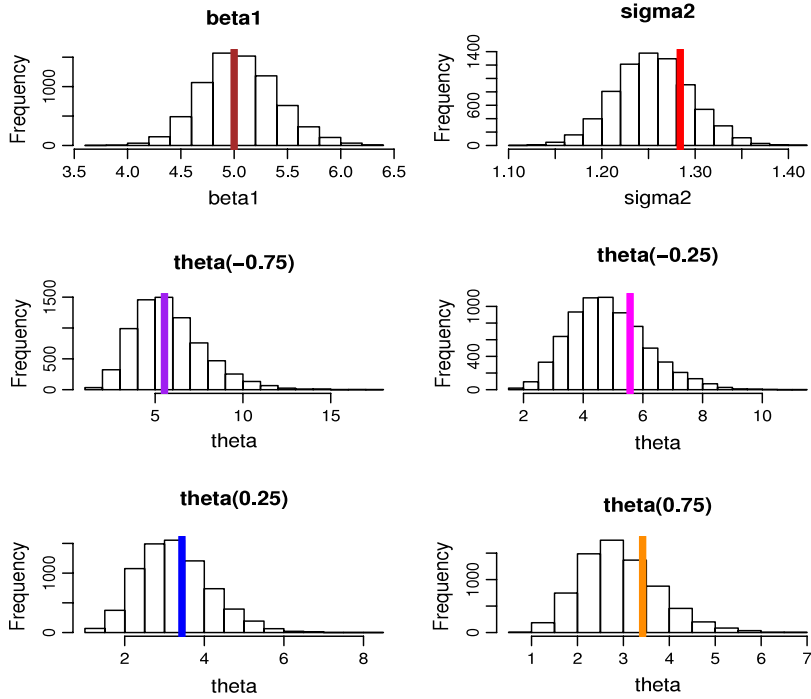 beta1
Frequency
0 1000
3.5 4.0 4.5 5.0 5.5 6.0 6.5
beta1
sigma2
Frequency
0 600 1400
1.10 1.20 1.30 1.40
sigma2
theta(−0.75)
Frequency
0 500 1500
5 10 15
theta
theta(−0.25)
Frequency
0 400 1000
2 4 6 8 10
theta
theta(0.25)
Frequency
0 1000
2 4 6 8
theta
theta(0.75)
Frequency
0 1000
1 2 3 4 5 6 7
theta